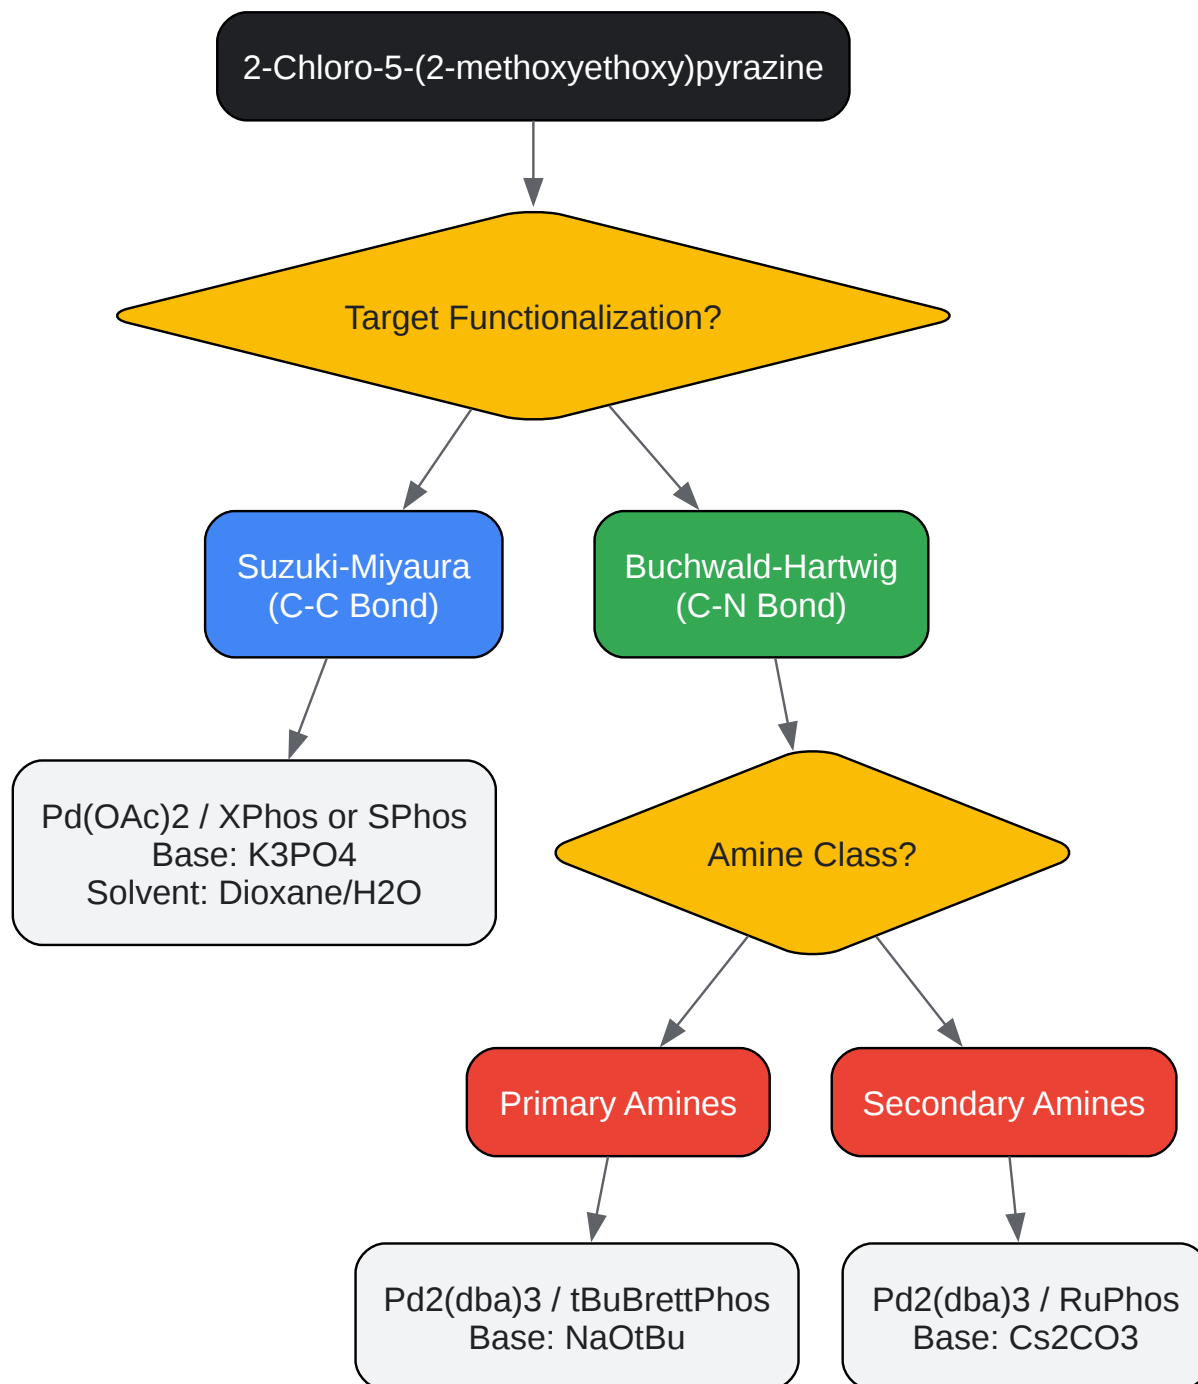 2-Chloro-5-(2-methoxyethoxy)pyrazine
Target Functionalization?
Suzuki-Miyaura
(C-C Bond)
Buchwald-Hartwig
(C-N Bond)
Pd(OAc)2 / XPhos or SPhos
Base: K3PO4
Solvent: Dioxane/H2O
Amine Class?
Primary Amines
Secondary Amines
Pd2(dba)3 / tBuBrettPhos
Base: NaOtBu
Pd2(dba)3 / RuPhos
Base: Cs2CO3